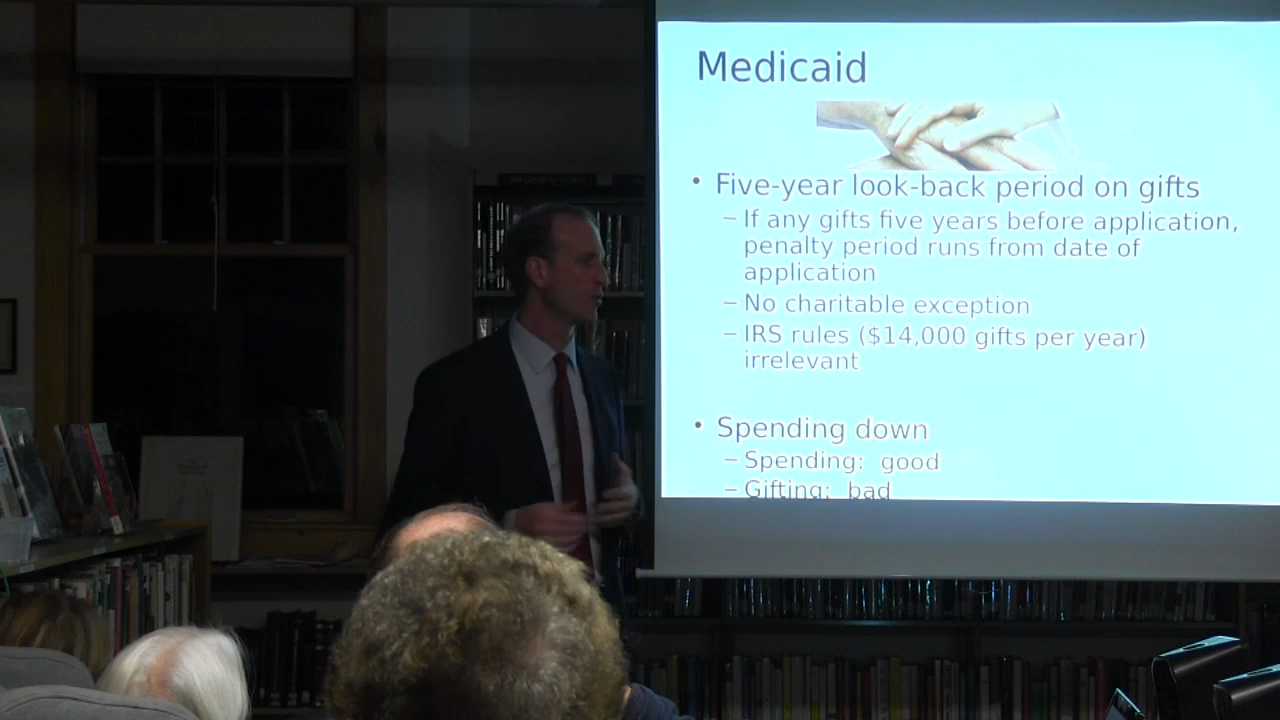 Medicaid
• Five-year look-back period on gifts
– If any gifts five years before application,
penalty period runs from date of
application
– No charitable exception
– IRS rules ($14,000 gifts per year)
irrelevant
• Spending down
– Spending: good
– Gifting: bad